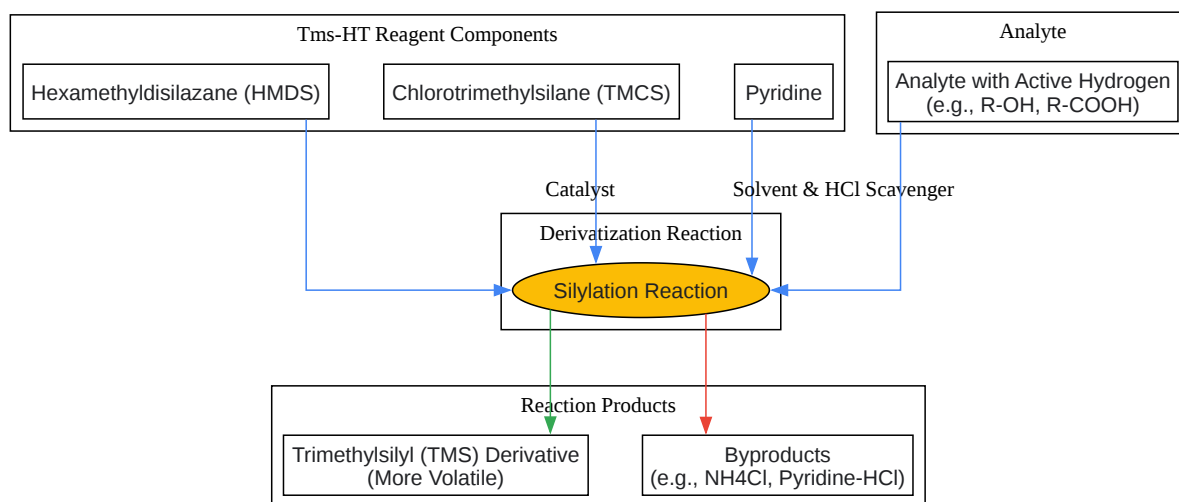 Tms-HT Reagent Components
Analyte
Hexamethyldisilazane (HMDS)
Chlorotrimethylsilane (TMCS)
Pyridine
Analyte with Active Hydrogen
(e.g., R-OH, R-COOH)
Catalyst
Solvent & HCl Scavenger
Derivatization Reaction
Silylation Reaction
Reaction Products
Trimethylsilyl (TMS) Derivative
(More Volatile)
Byproducts
(e.g., NH4Cl, Pyridine-HCl)